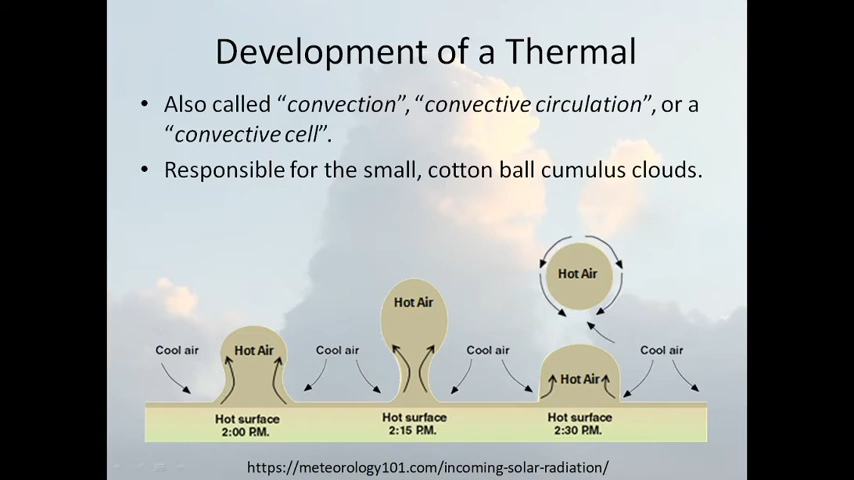 Development of a Thermal
• Also called “convection”, “convective circulation”, or a
“convective cell”.
• Responsible for the small, cotton ball cumulus clouds.
Hot Air
Hot Air
Cool air
Hot Air
Cool air
Cool air
Hot Air
Cool air
Hot surface
2:00 P.M.
Hot surface
2:15 P.M.
Hot surface
2:30 P.M.
https://meteorology101.com/incoming-solar-radiation/